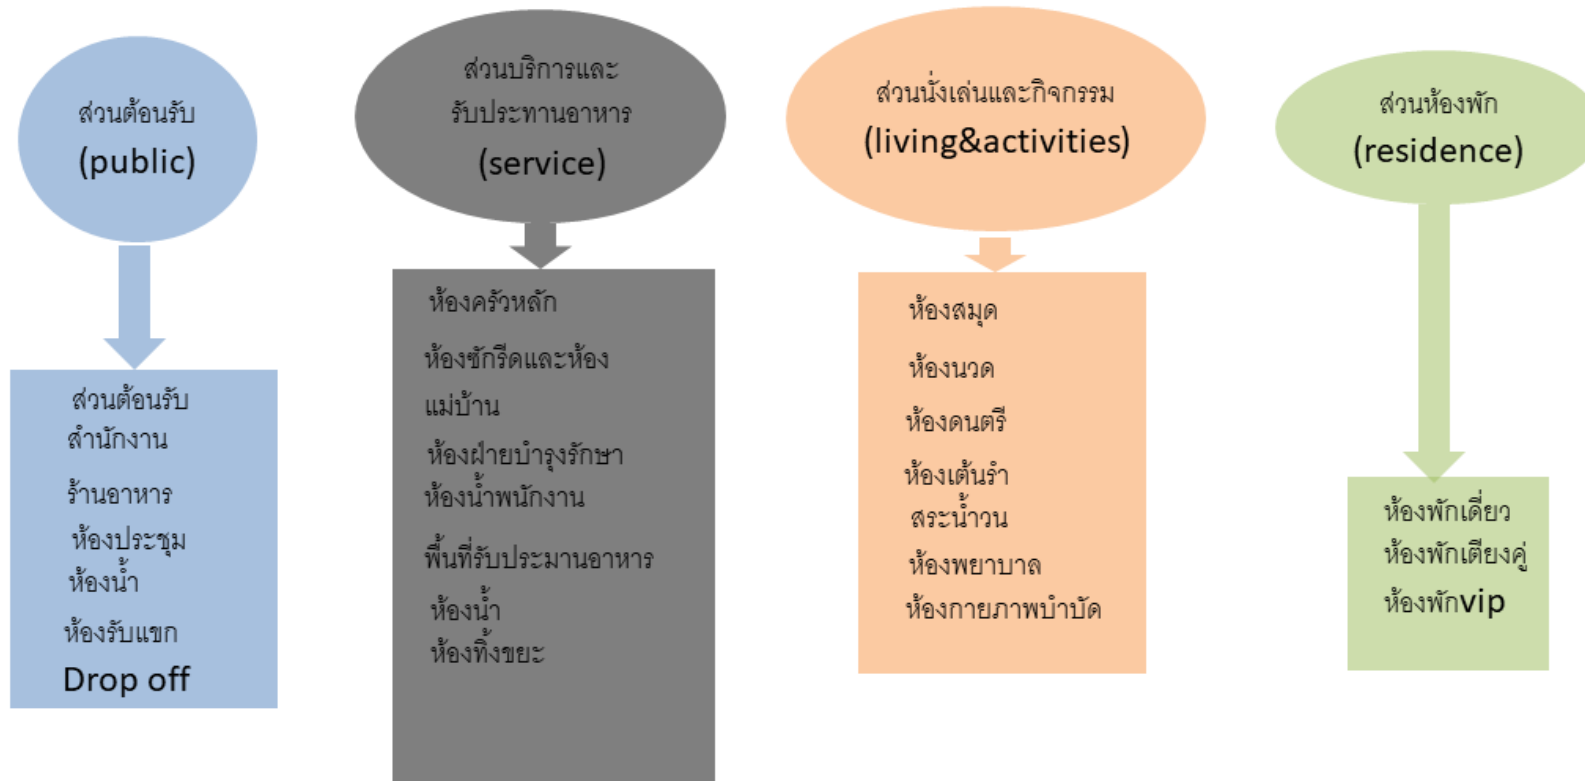 ส่วนต้อนรับ
(public)
ส่วนต้อนรับ
สำนักงาน
ร้านอาหาร
ห้องประชุม
ห้องน้ำ
ห้องรับแขก
Drop off
ส่วนบริการและ
รับประทานอาหาร
(service)
ห้องครัวหลัก
ห้องซักรีดและห้อง
แม่บ้าน
ห้องฝ่ายบำรุงรักษา
ห้องน้ำพนักงาน
พื้นที่รับประมานอาหาร
ห้องน้ำ
ห้องทิ้งขยะ
ส่วนนั่งเล่นและกิจกรรม
(living&activities)
ห้องสมุด
ห้องนวด
ห้องดนตรี
ห้องเต้นรำ
สระน้ำวน
ห้องพยาบาล
ห้องกายภาพบำบัด
ส่วนห้องพัก
(residence)
ห้องพักเดี่ยว
ห้องพักเตียงคู่
ห้องพักvip